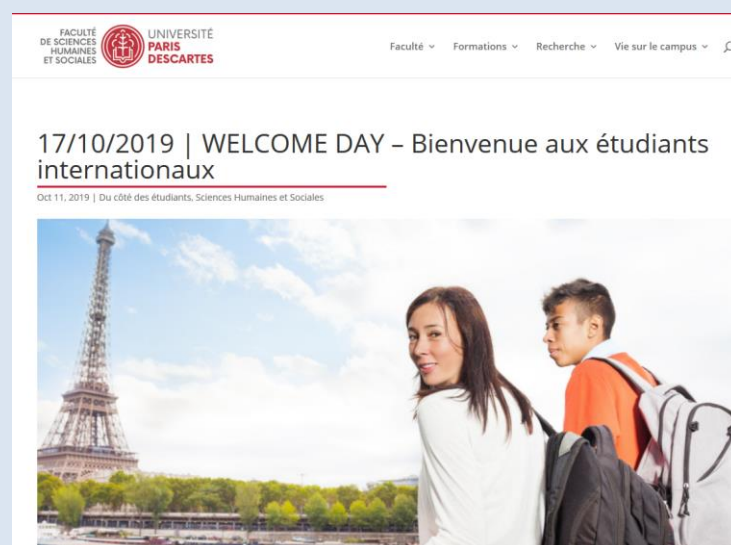 FACULTÉ
DE SCIENCES
HUMAINES
ET SOCIALES
UNIVERSITÉ
PARIS
DESCARTES
Faculté
Formations
Recherche
Vie sur le campus
17/10/2019 | WELCOME DAY – Bienvenue aux étudiants
internationaux
Oct 11, 2019 | Du côté des étudiants, Sciences Humaines et Sociales